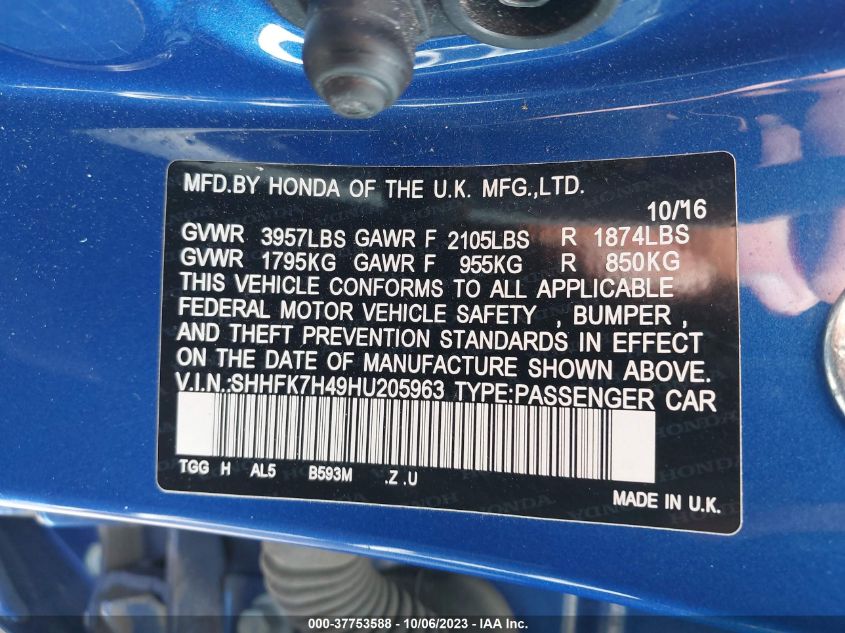 MFD.BY HONDA OF THE U.K. MFG.,LTD.
10/16
GVWR 3957LBS GAWR F 2105LBS R 1874LBS
GVWR 1795KG GAWR F 955KG R 850KG
THIS VEHICLE CONFORMS TO ALL APPLICABLE
FEDERAL MOTOR VEHICLE SAFETY , BUMPER ,
AND THEFT PREVENTION STANDARDS IN EFFECT
ON THE DATE OF MANUFACTURE SHOWN ABOVE.
V.I.N.:SHHFK7H49HU205963 TYPE:PASSENGER CAR
TGG H AL5 B593M .Z .U
MADE IN U.K.
000-37753588 - 10/06/2023 - IAA Inc.